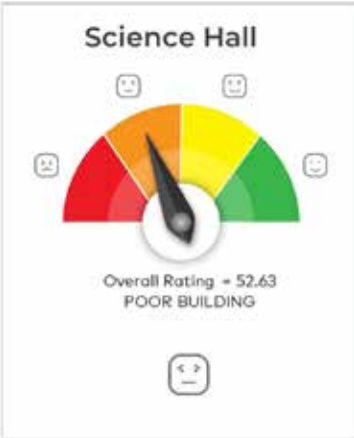 Science Hall
Overall Rating = 52.63
POOR BUILDING